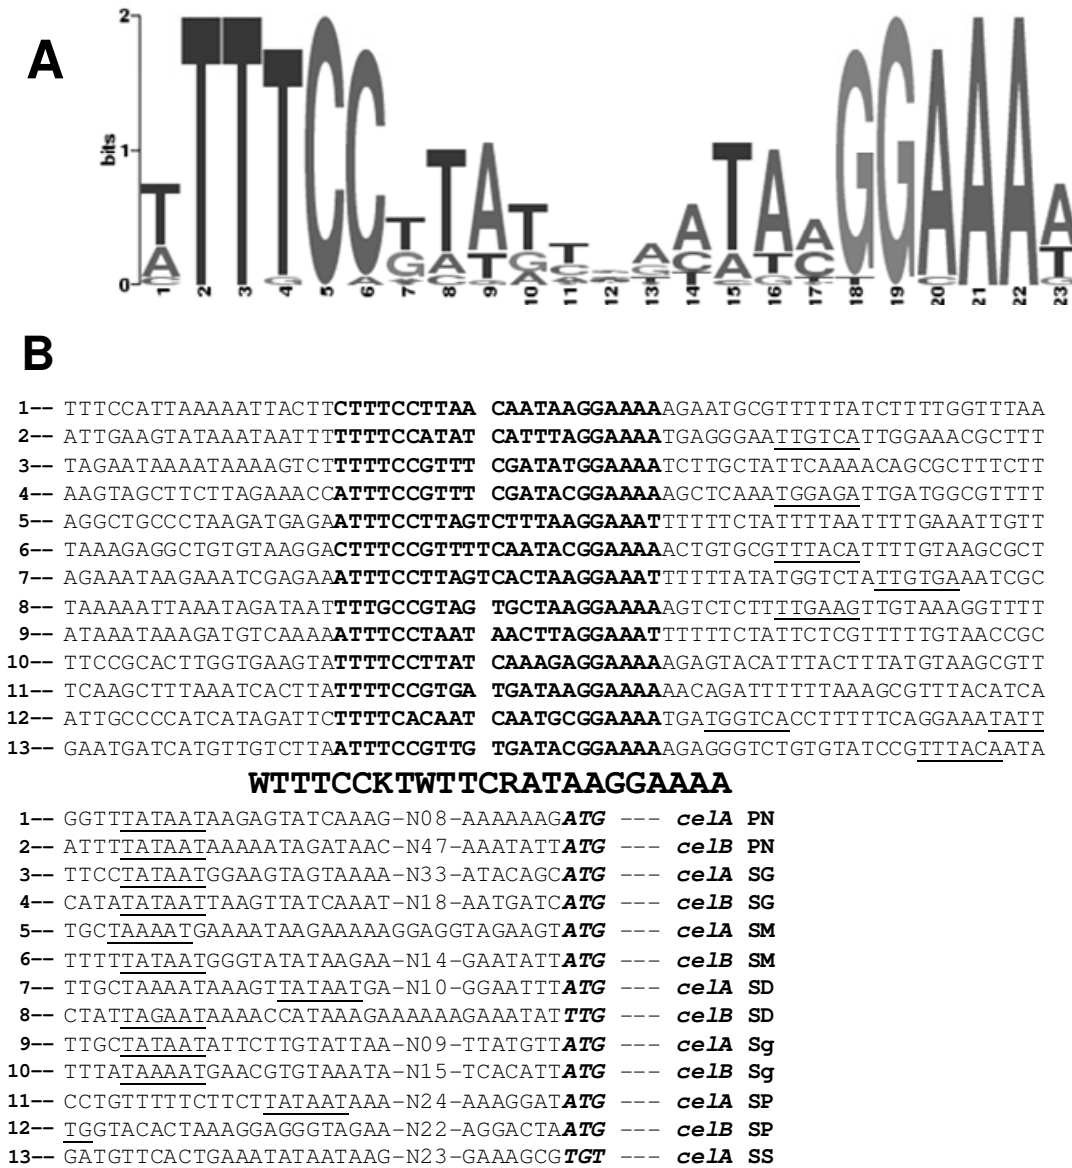 A
2
bits
1
0
T T T T C C T T A T T A A T A A G G A A A A
1 2 3 4 5 6 7 8 9 10 11 12 13 14 15 16 17 18 19 20 21 22 23
B
1-- TTTCCATTAAAAATTACTTCTTTCCTTAA CAATAAGGAAAAAGAATGCGTTTTTATCTTTTGGTTTAA
2-- ATTGAAGTATAAATAATTTTTTTCCATAT CATTTAGGAAAATGAGGGAATTGTCATTGGAAACGCTTT
3-- TAGAATAAAATAAAAGTCTTTTTCCGTTT CGATATGGAAAATCTTGCTATTCAAAACAGCGCTTTCTT
4-- AAGTAGCTTCTTAGAAACCATTTCCGTTT CGATACGGAAAAAGCTCAAATGGAGATTGATGGCGTTTT
5-- AGGCTGCCCTAAGATGAGAATTTCCTTAGTCTTTAAGGAAATTTTTTCTATTTTAATTTTGAAATTGTT
6-- TAAAGAGGCTGTGTAAGGACTTTCCGTTTTCAATACGGAAAAACTGTGCGTTTACATTTTGTAAGCGCT
7-- AGAAATAAGAAATCGAGAAATTTCCTTAGTCACTAAGGAAATTTTTTATATGGTCTATTGTGAAATCGC
8-- TAAAAATTAAATAGATAATTTTGCCGTAG TGCTAAGGAAAAAGTCTCTTTTGAAGTTGTAAAGGTTTT
9-- ATAAATAAAGATGTCAAAAATTTCCTAAT AACTTAGGAAATTTTTTCTATTCTCGTTTTTGTAACCGC
10-- TTCCGCACTTGGTGAAGTATTTTCCTTAT CAAAGAGGAAAAAGAGTACATTTACTTTATGTAAGCGTT
11-- TCAAGCTTTAAATCACTTATTTTCCGTGA TGATAAGGAAAAAACAGATTTTTTAAAGCGTTTACATCA
12-- ATTGCCCCATCATAGATTCTTTTCACAAT CAATGCGGAAAATGATGGTCACCTTTTTCAGGAAATATT
13-- GAATGATCATGTTGTCTTAATTTCCGTTG TGATACGGAAAAAGAGGGTCTGTGTATCCGTTTACAATA
WTTTCCKTWTTCRATAAGGAAAA
1-- GGTTTATAATAAGAGTATCAAAG-N08-AAAAAAGATG --- celA PN
2-- ATTTTATAATAAAAATAGATAAC-N47-AAATATTATG --- celB PN
3-- TTCCTATAATGGAAGTAGTAAAA-N33-ATACAGCATG --- celA SG
4-- CATATATAATTAAGTTATCAAAT-N18-AATGATCATG --- celB SG
5-- TGCTAAAATGAAAATAAGAAAAAGGAGGTAGAAGTATG --- celA SM
6-- TTTTTATAATGGGTATATAAGAA-N14-GAATATTATG --- celB SM
7-- TTGCTAAAATAAAGTTATAATGA-N10-GGAATTTATG --- celA SD
8-- CTATTAGAATAAAACCATAAAGAAAAAAGAAATATTTG --- celB SD
9-- TTGCTATAATATTCTTGTATTAA-N09-TTATGTTATG --- celA Sg
10-- TTTATAAAATGAACGTGTAAATA-N15-TCACATTATG --- celB Sg
11-- CCTGTTTTTCTTCTTATAATAAA-N24-AAAGGATATG --- celA SP
12-- TGGTACACTAAAGGAGGGTAGAA-N22-AGGACTAATG --- celB SP
13-- GATGTTCACTGAAATATAATAAG-N23-GAAAGCGTGT --- celA SS